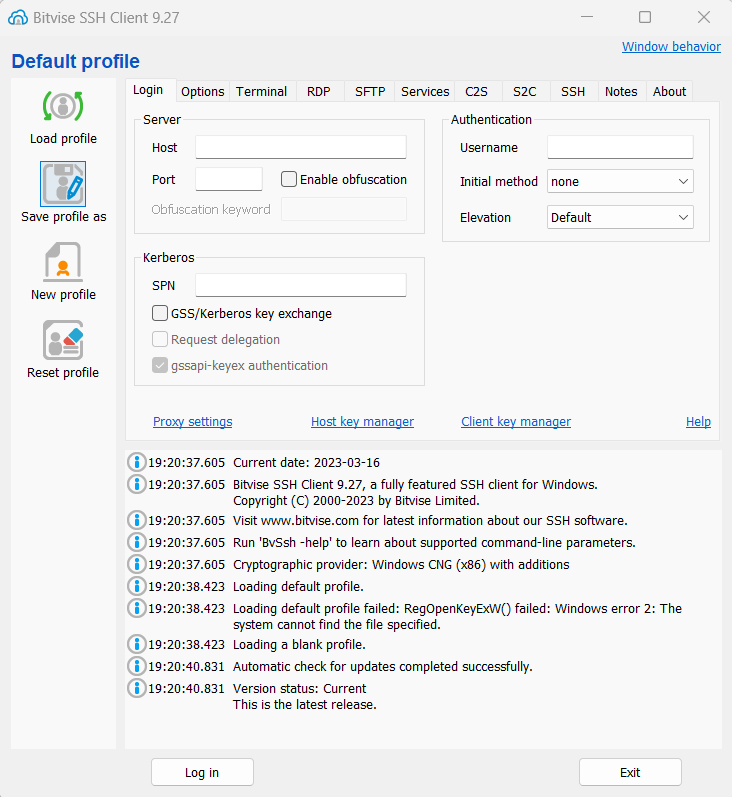 Bitvise SSH Client 9.27
Window behavior
Default profile
Load profile
Save profile as
New profile
Reset profile
Login Options Terminal RDP SFTP Services C2S S2C SSH Notes About
Server
Host
Port Enable obfuscation
Obfuscation keyword
Authentication
Username
Initial method none
Elevation Default
Kerberos
SPN
GSS/Kerberos key exchange
Request delegation
gssapi-keyex authentication
Proxy settings Host key manager Client key manager Help
19:20:37.605 Current date: 2023-03-16
19:20:37.605 Bitvise SSH Client 9.27, a fully featured SSH client for Windows.
Copyright (C) 2000-2023 by Bitvise Limited.
19:20:37.605 Visit www.bitvise.com for latest information about our SSH software.
19:20:37.605 Run 'BvSsh -help' to learn about supported command-line parameters.
19:20:37.605 Cryptographic provider: Windows CNG (x86) with additions
19:20:38.423 Loading default profile.
19:20:38.423 Loading default profile failed: RegOpenKeyExW() failed: Windows error 2: The
system cannot find the file specified.
19:20:38.423 Loading a blank profile.
19:20:40.831 Automatic check for updates completed successfully.
19:20:40.831 Version status: Current
This is the latest release.
Log in Exit